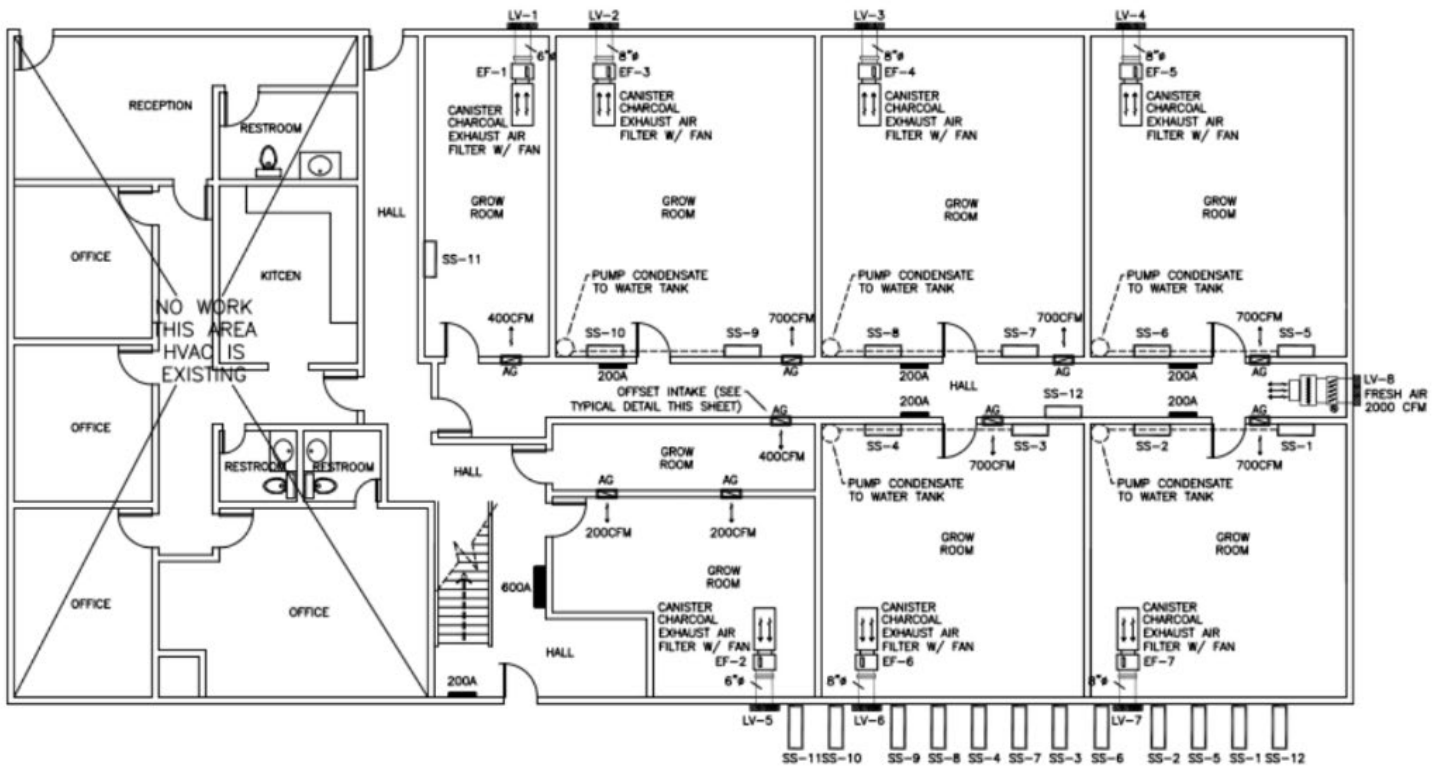 LV-1
LV-2
LV-3
LV-4
6"ø
8"ø
8"ø
8"ø
EF-1
EF-3
EF-4
EF-5
CANISTER
CHARCOAL
EXHAUST AIR
FILTER W/ FAN
CANISTER
CHARCOAL
EXHAUST AIR
FILTER W/ FAN
CANISTER
CHARCOAL
EXHAUST AIR
FILTER W/ FAN
CANISTER
CHARCOAL
EXHAUST AIR
FILTER W/ FAN
RECEPTION
RESTROOM
HALL
GROW
ROOM
GROW
ROOM
GROW
ROOM
GROW
ROOM
OFFICE
KITCEN
SS-11
NO WORK
THIS AREA
HVAC IS
EXISTING
PUMP CONDENSATE
TO WATER TANK
PUMP CONDENSATE
TO WATER TANK
PUMP CONDENSATE
TO WATER TANK
400CFM
700CFM
700CFM
700CFM
SS-10
SS-9
SS-8
SS-7
SS-6
SS-5
AG
AG
AG
AG
200A
200A
200A
OFFSET INTAKE (SEE
TYPICAL DETAIL THIS SHEET)
HALL
SS-12
LV-8
FRESH AIR
2000 CFM
200A
200A
AG
AG
AG
OFFICE
SS-4
SS-3
SS-2
SS-1
400CFM
700CFM
700CFM
GROW
ROOM
RESTROOM
RESTROOM
HALL
PUMP CONDENSATE
TO WATER TANK
PUMP CONDENSATE
TO WATER TANK
AG
AG
200CFM
200CFM
GROW
ROOM
GROW
ROOM
GROW
ROOM
600A
OFFICE
OFFICE
HALL
CANISTER
CHARCOAL
EXHAUST AIR
FILTER W/ FAN
CANISTER
CHARCOAL
EXHAUST AIR
FILTER W/ FAN
CANISTER
CHARCOAL
EXHAUST AIR
FILTER W/ FAN
EF-2
EF-6
EF-7
200A
6"ø
8"ø
8"ø
LV-5
LV-6
LV-7
SS-11
SS-10
SS-9
SS-8
SS-4
SS-7
SS-3
SS-6
SS-2
SS-5
SS-1
SS-12